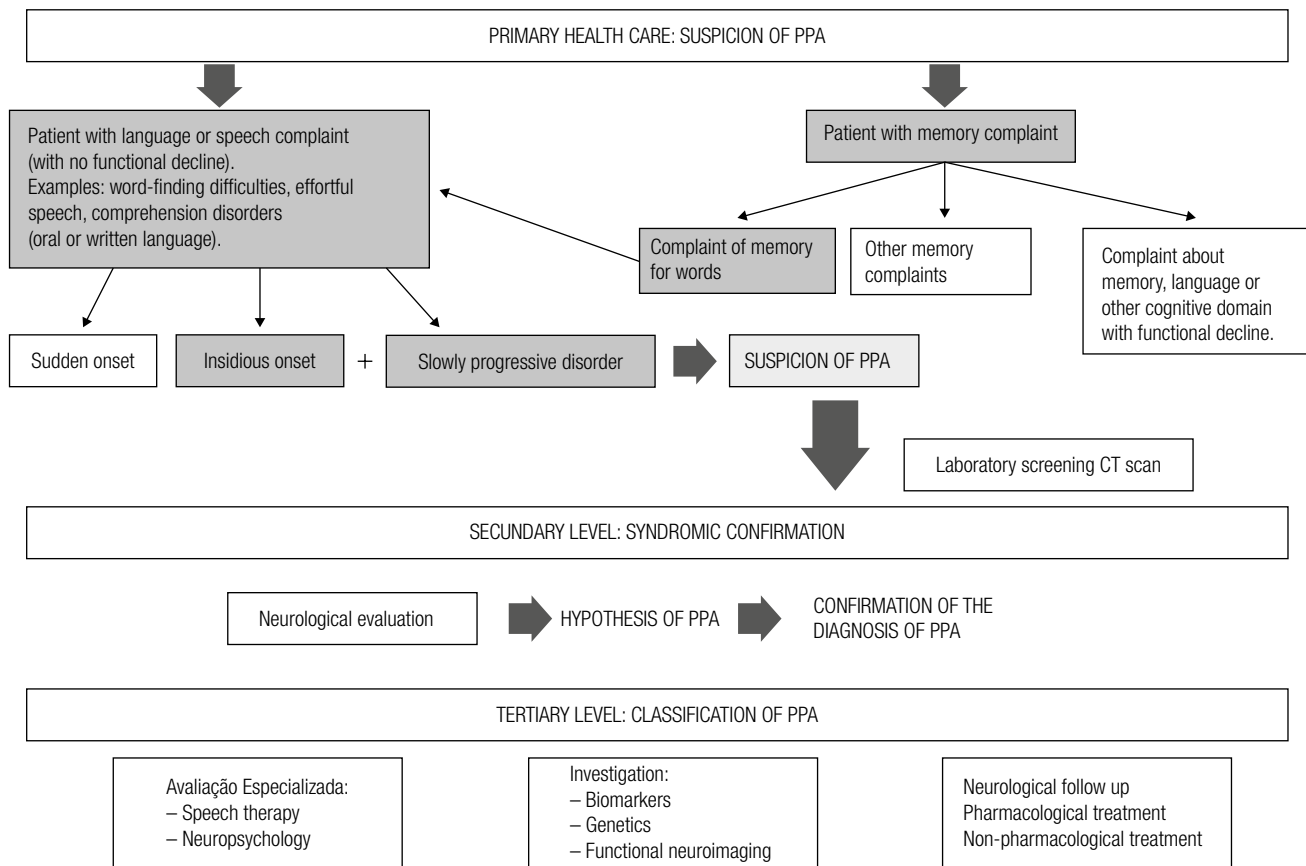 PRIMARY HEALTH CARE: SUSPICION OF PPA
Patient with language or speech complaint
(with no functional decline).
Examples: word-finding difficulties, effortful
speech, comprehension disorders
(oral or written language).
Patient with memory complaint
Complaint of memory
for words
Other memory
complaints
Complaint about
memory, language or
other cognitive domain
with functional decline.
Sudden onset
Insidious onset
+
Slowly progressive disorder
SUSPICION OF PPA
Laboratory screening CT scan
SECUNDARY LEVEL: SYNDROMIC CONFIRMATION
Neurological evaluation
HYPOTHESIS OF PPA
CONFIRMATION OF THE
DIAGNOSIS OF PPA
TERTIARY LEVEL: CLASSIFICATION OF PPA
Avaliação Especializada:
– Speech therapy
– Neuropsychology
Investigation:
– Biomarkers
– Genetics
– Functional neuroimaging
Neurological follow up
Pharmacological treatment
Non-pharmacological treatment